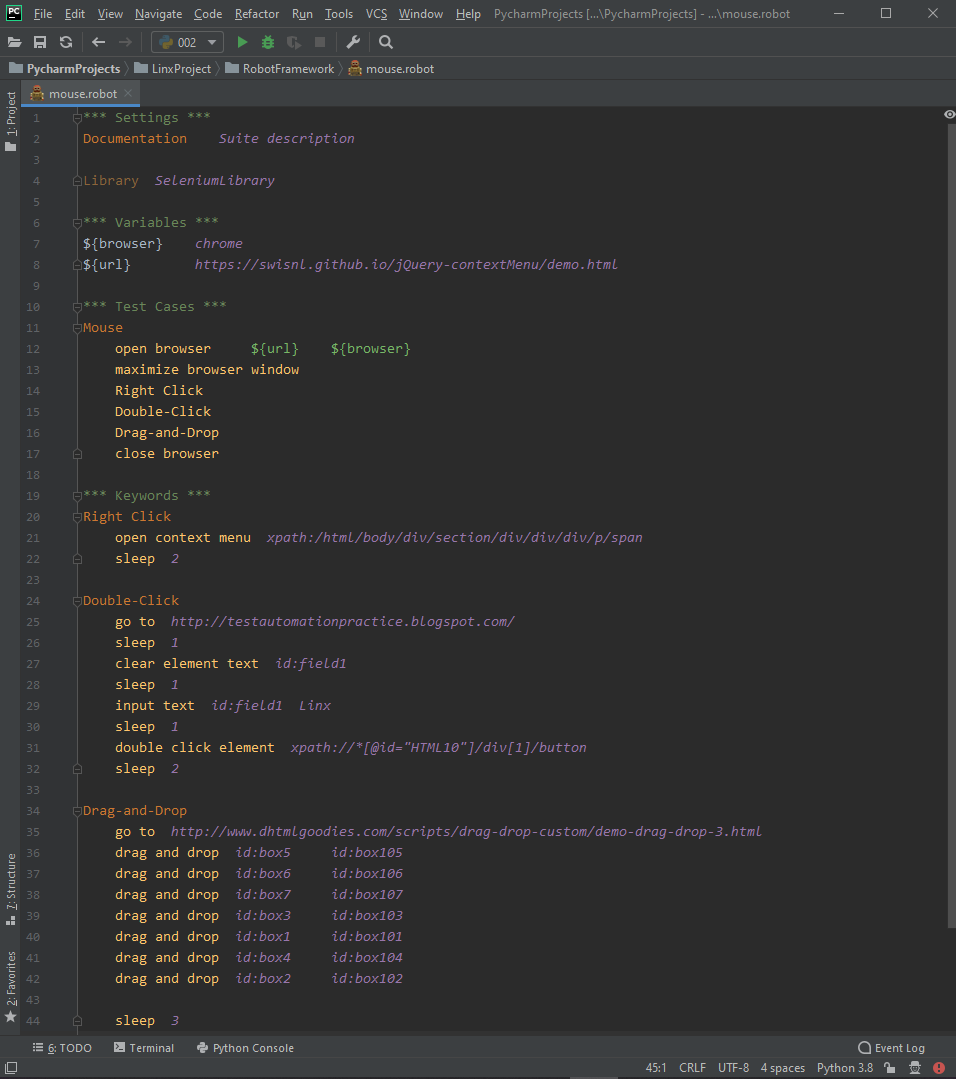 PC File Edit View Navigate Code Refactor Run Tools VCS Window Help PycharmProjects [...\PycharmProjects] - ...\mouse.robot
002
PycharmProjects LinxProject RobotFramework mouse.robot
mouse.robot
1: Project
1 *** Settings ***
2 Documentation    Suite description
3
4 Library  SeleniumLibrary
5
6 *** Variables ***
7 ${browser}    chrome
8 ${url}        https://swisnl.github.io/jQuery-contextMenu/demo.html
9
10 *** Test Cases ***
11 Mouse
12     open browser     ${url}    ${browser}
13     maximize browser window
14     Right Click
15     Double-Click
16     Drag-and-Drop
17     close browser
18
19 *** Keywords ***
20 Right Click
21     open context menu  xpath:/html/body/div/section/div/div/div/p/span
22     sleep  2
23
24 Double-Click
25     go to  http://testautomationpractice.blogspot.com/
26     sleep  1
27     clear element text  id:field1
28     sleep  1
29     input text  id:field1  Linx
30     sleep  1
31     double click element  xpath://*[@id="HTML10"]/div[1]/button
32     sleep  2
33
34 Drag-and-Drop
35     go to  http://www.dhtmlgoodies.com/scripts/drag-drop-custom/demo-drag-drop-3.html
36     drag and drop  id:box5     id:box105
37     drag and drop  id:box6     id:box106
38     drag and drop  id:box7     id:box107
39     drag and drop  id:box3     id:box103
40     drag and drop  id:box1     id:box101
41     drag and drop  id:box4     id:box104
42     drag and drop  id:box2     id:box102
43
44     sleep  3
7: Structure
2: Favorites
6: TODO Terminal Python Console Event Log
45:1 CRLF UTF-8 4 spaces Python 3.8